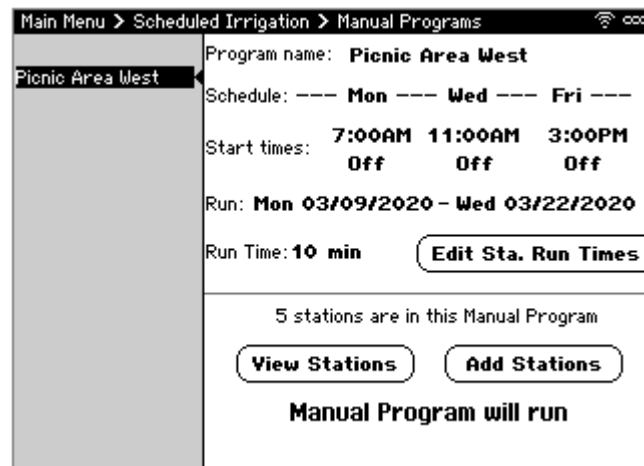 Main Menu > Scheduled Irrigation > Manual Programs
Picnic Area West
Program name: Picnic Area West
Schedule: --- Mon --- Wed --- Fri ---
Start times: 7:00AM 11:00AM 3:00PM
Off Off Off
Run: Mon 03/09/2020 - Wed 03/22/2020
Run Time: 10 min Edit Sta. Run Times
5 stations are in this Manual Program
View Stations Add Stations
Manual Program will run